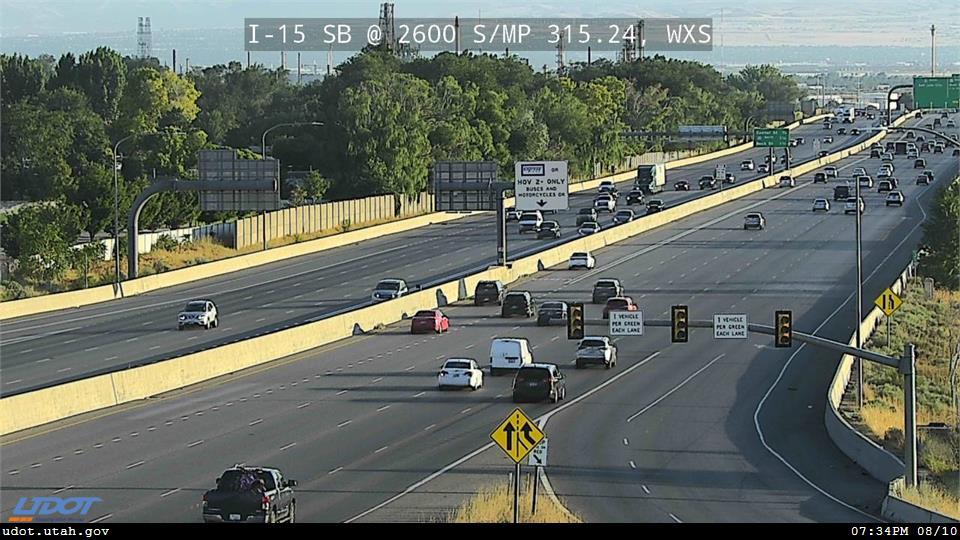 I-15 SB @ 2600 S/MP 315.24, WXS
OR
HOV 2+ ONLY
BUSES AND
MOTORCYCLES OK
1 VEHICLE
PER GREEN
EACH LANE
1 VEHICLE
PER GREEN
EACH LANE
UDOT
udot.utah.gov
07:34PM 08/10